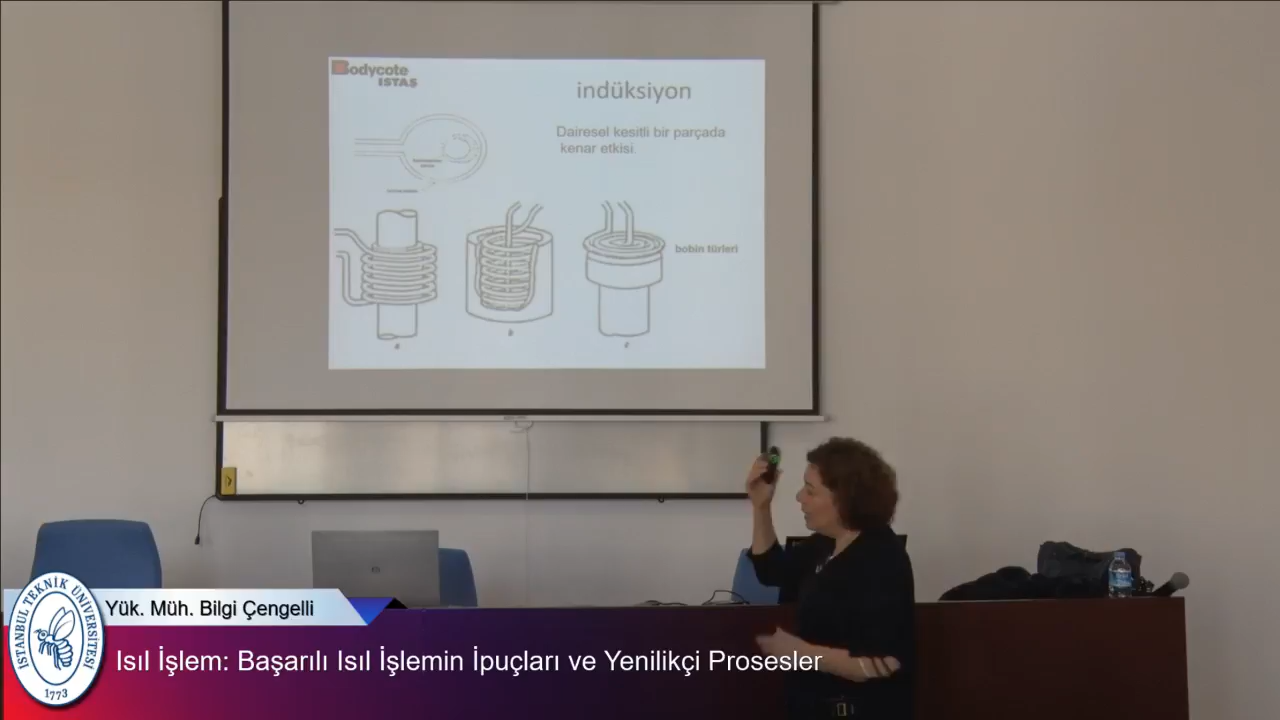 Bodycote
ISTAŞ
indüksiyon
Dairesel kesitli bir parçada
kenar etkisi.
bobin türleri
a
b
c
Yük. Müh. Bilgi Çengelli
Isıl İşlem: Başarılı Isıl İşlemin İpuçları ve Yenilikçi Prosesler
İSTANBUL TEKNİK ÜNİVERSİTESİ
1773